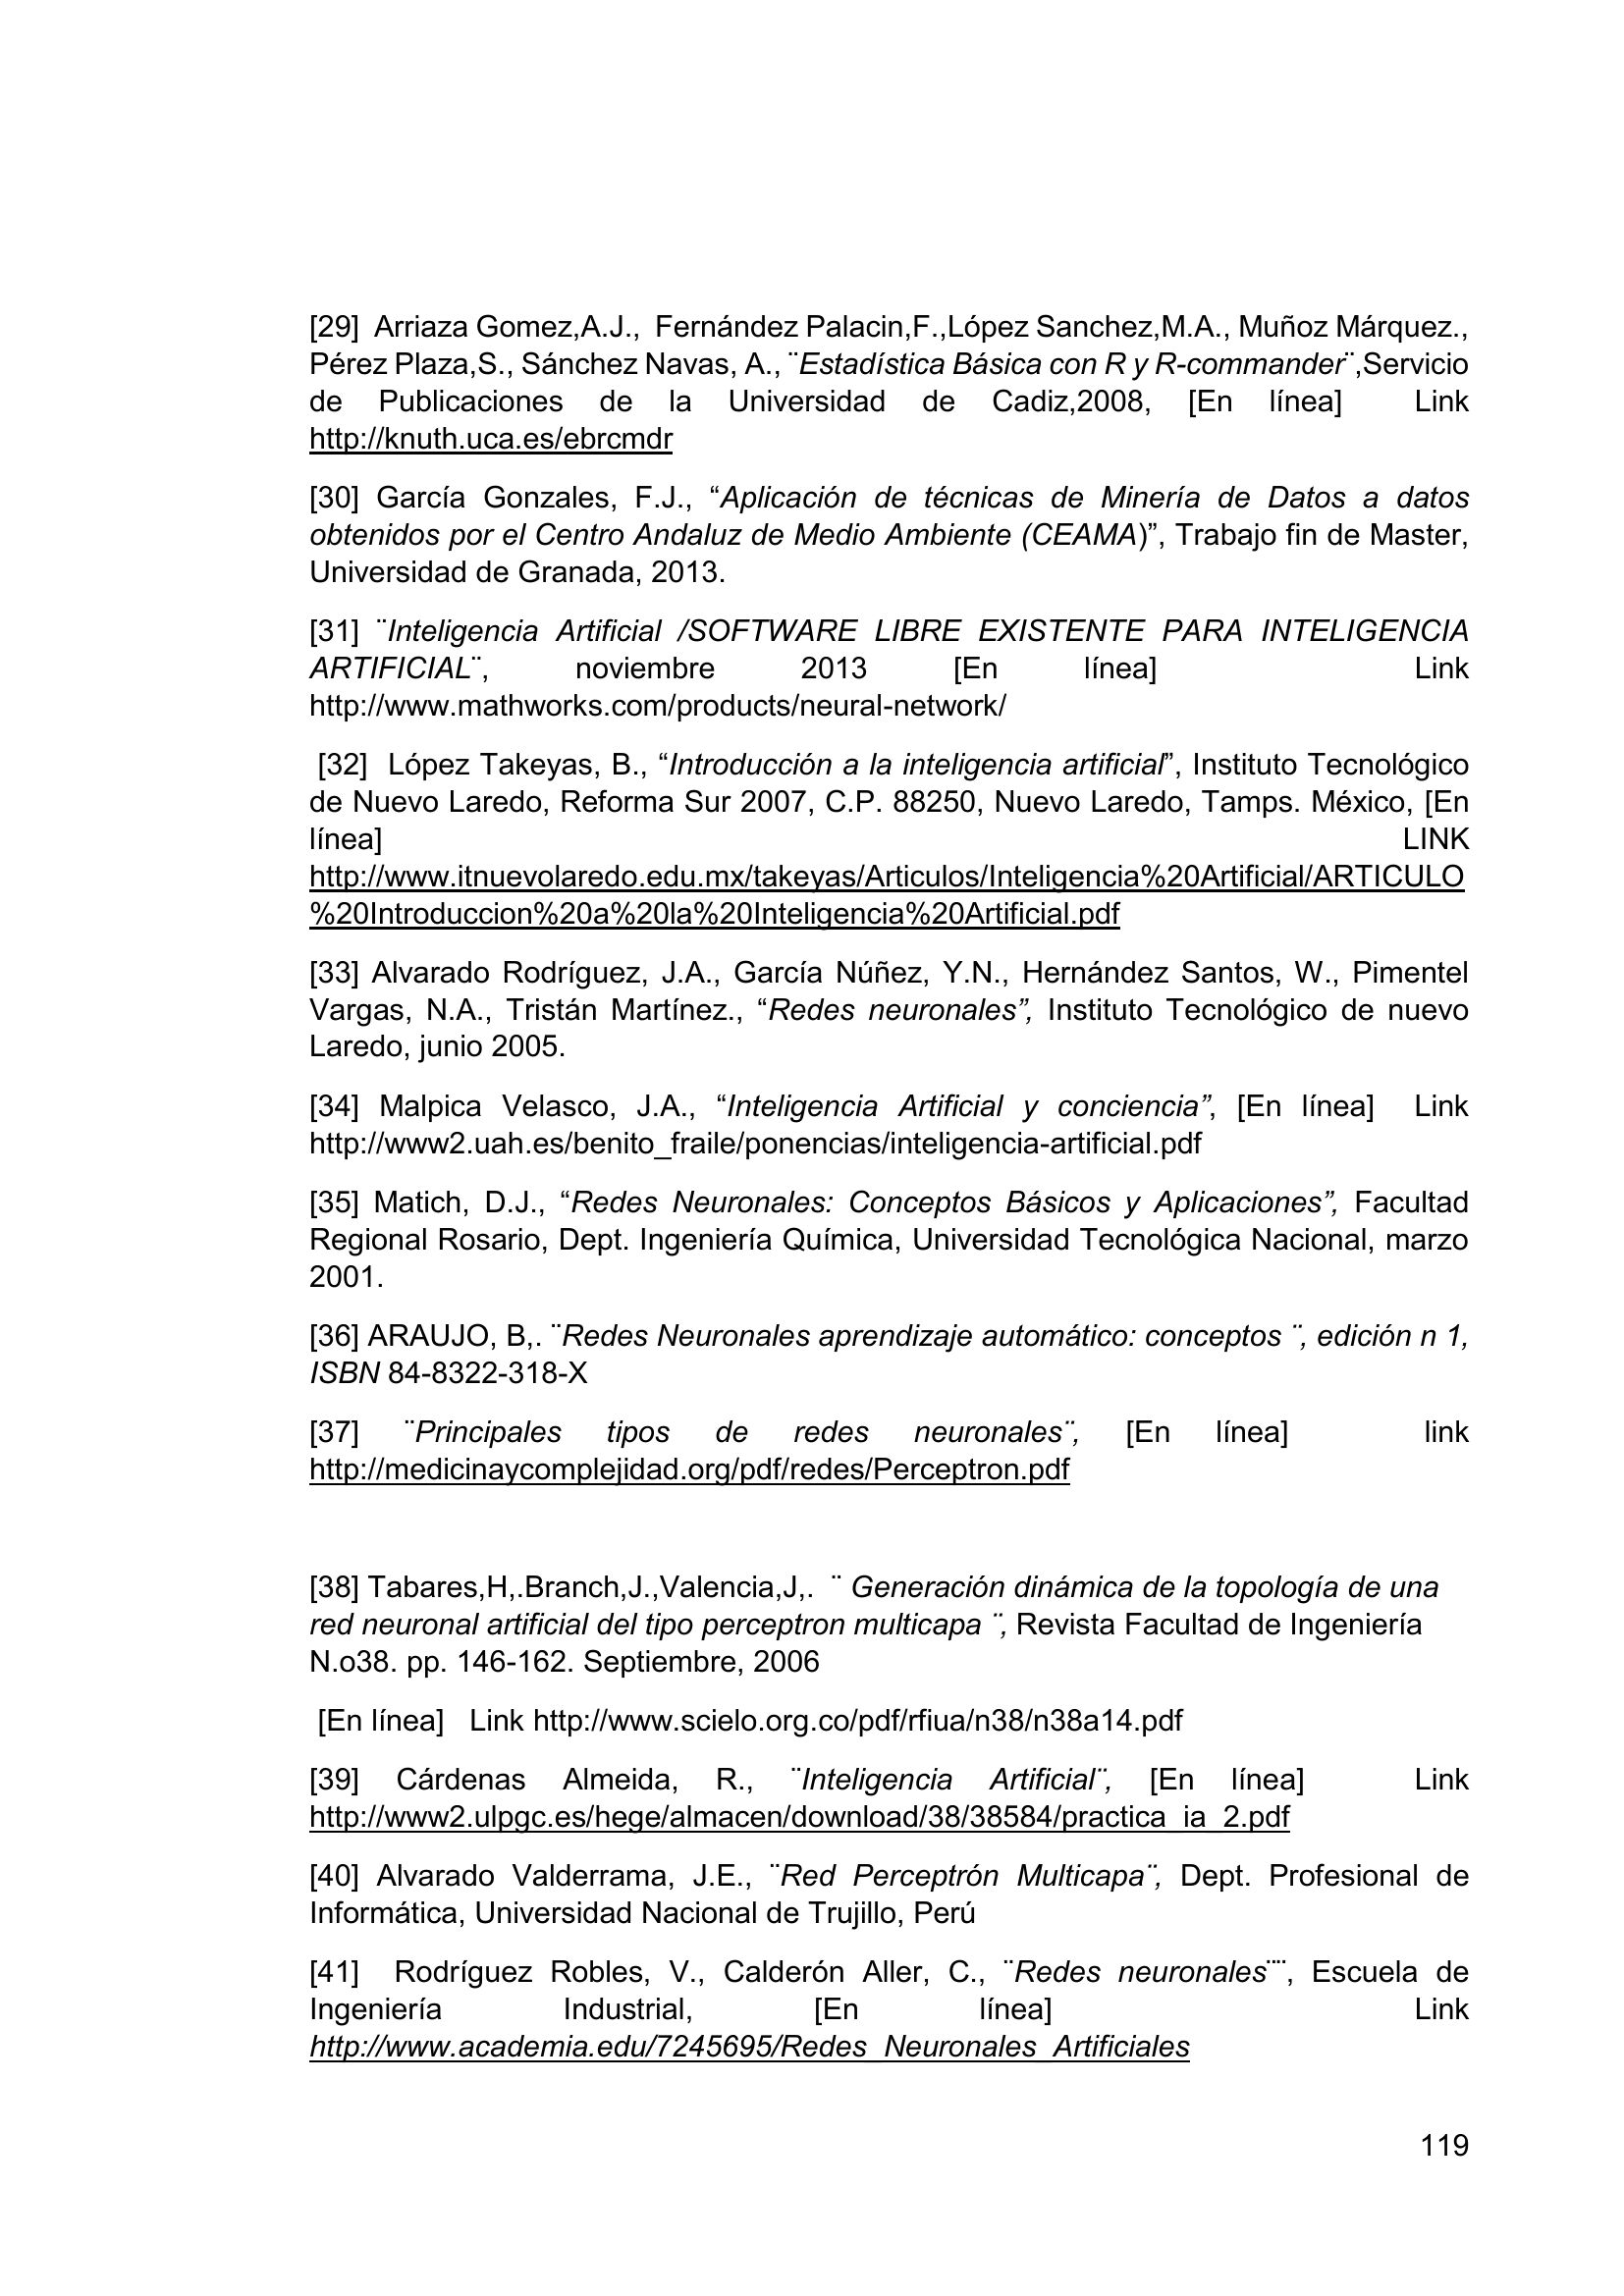 [29] Arriaza Gomez,A.J., Fernández Palacin,F.,López Sanchez,M.A., Muñoz Márquez.,
Pérez Plaza,S., Sánchez Navas, A., ¨Estadística Básica con R y R-commander¨,Servicio
de Publicaciones de la Universidad de Cadiz,2008, [En línea] Link
http://knuth.uca.es/ebrcmdr
[30] García Gonzales, F.J., “Aplicación de técnicas de Minería de Datos a datos
obtenidos por el Centro Andaluz de Medio Ambiente (CEAMA)”, Trabajo fin de Master,
Universidad de Granada, 2013.
[31] ¨Inteligencia Artificial /SOFTWARE LIBRE EXISTENTE PARA INTELIGENCIA
ARTIFICIAL¨, noviembre 2013 [En línea] Link
http://www.mathworks.com/products/neural-network/
[32] López Takeyas, B., “Introducción a la inteligencia artificial”, Instituto Tecnológico
de Nuevo Laredo, Reforma Sur 2007, C.P. 88250, Nuevo Laredo, Tamps. México, [En
línea] LINK
http://www.itnuevolaredo.edu.mx/takeyas/Articulos/Inteligencia%20Artificial/ARTICULO
%20Introduccion%20a%20la%20Inteligencia%20Artificial.pdf
[33] Alvarado Rodríguez, J.A., García Núñez, Y.N., Hernández Santos, W., Pimentel
Vargas, N.A., Tristán Martínez., “Redes neuronales”, Instituto Tecnológico de nuevo
Laredo, junio 2005.
[34] Malpica Velasco, J.A., “Inteligencia Artificial y conciencia”, [En línea] Link
http://www2.uah.es/benito_fraile/ponencias/inteligencia-artificial.pdf
[35] Matich, D.J., “Redes Neuronales: Conceptos Básicos y Aplicaciones”, Facultad
Regional Rosario, Dept. Ingeniería Química, Universidad Tecnológica Nacional, marzo
2001.
[36] ARAUJO, B,. ¨Redes Neuronales aprendizaje automático: conceptos ¨, edición n 1,
ISBN 84-8322-318-X
[37] ¨Principales tipos de redes neuronales¨, [En línea] link
http://medicinaycomplejidad.org/pdf/redes/Perceptron.pdf
[38] Tabares,H,.Branch,J.,Valencia,J,. ¨ Generación dinámica de la topología de una
red neuronal artificial del tipo perceptron multicapa ¨, Revista Facultad de Ingeniería
N.o38. pp. 146-162. Septiembre, 2006
[En línea] Link http://www.scielo.org.co/pdf/rfiua/n38/n38a14.pdf
[39] Cárdenas Almeida, R., ¨Inteligencia Artificial¨, [En línea] Link
http://www2.ulpgc.es/hege/almacen/download/38/38584/practica_ia_2.pdf
[40] Alvarado Valderrama, J.E., ¨Red Perceptrón Multicapa¨, Dept. Profesional de
Informática, Universidad Nacional de Trujillo, Perú
[41] Rodríguez Robles, V., Calderón Aller, C., ¨Redes neuronales¨¨, Escuela de
Ingeniería Industrial, [En línea] Link
http://www.academia.edu/7245695/Redes_Neuronales_Artificiales
119